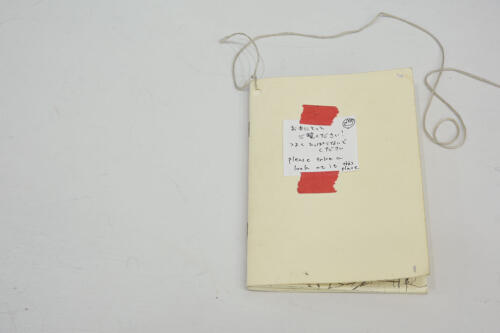 お手にとって
ご覧ください!
つよく ひっぱらないで
ください
please take a
look at it this
place